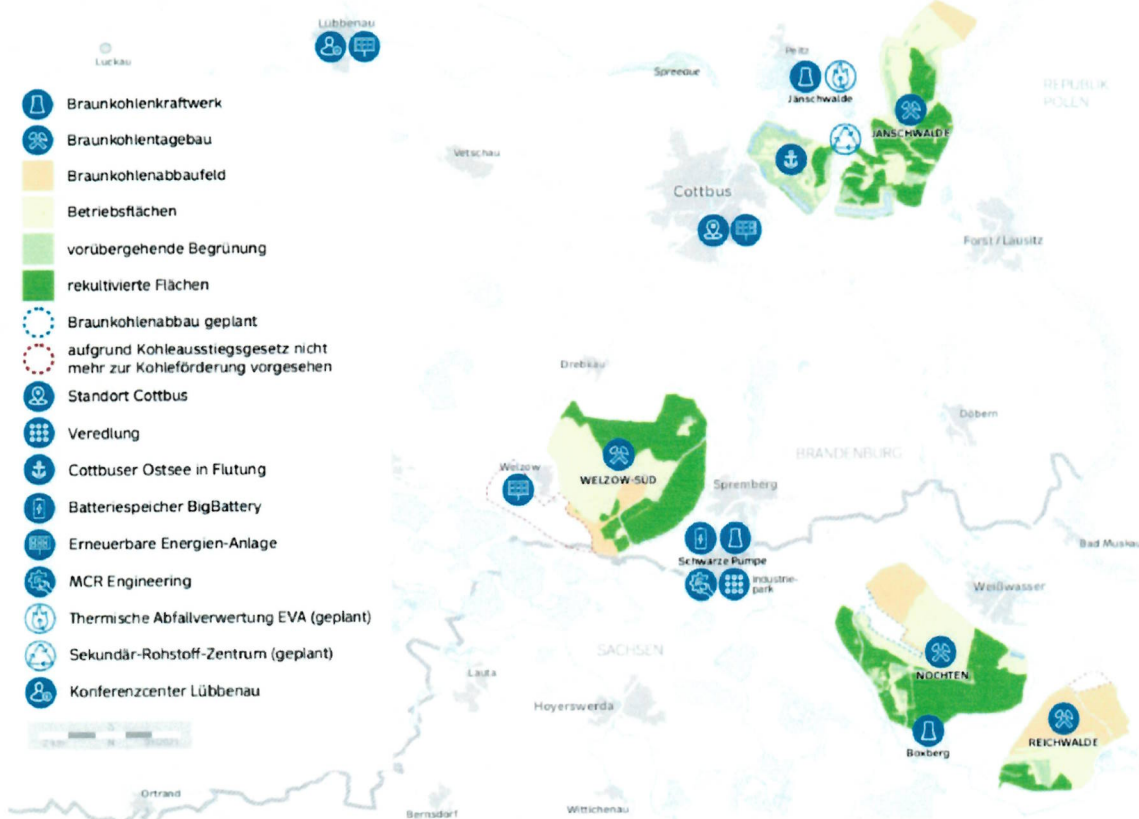 Lübbenau
Luckau
Braunkohlenkraftwerk
Braunkohlentagebau
Braunkohlenabbaufeld
Betriebsflächen
vorübergehende Begrünung
rekultivierte Flächen
Braunkohlenabbau geplant
aufgrund Kohleausstiegsgesetz nicht
mehr zur Kohleförderung vorgesehen
Standort Cottbus
Veredlung
Cottbuser Ostsee in Flutung
Batteriespeicher BigBattery
Erneuerbare Energien-Anlage
MCR Engineering
Thermische Abfallverwertung EVA (geplant)
Sekundär-Rohstoff-Zentrum (geplant)
Konferenzcenter Lübbenau
N
Peitz
Spreeaue
Jänschwalde
REPUBLIK
POLEN
JÄNSCHWALDE
Vetschau
Cottbus
Forst / Lausitz
Drebkau
Döbern
BRANDENBURG
Welzow
WELZOW-SÜD
Spremberg
Schwarze Pumpe
Industrie-
park
Bad Muskau
Weißwasser
SACHSEN
NOCHTEN
Lauta
Hoyerswerda
REICHWALDE
Boxberg
Ortrand
Bernsdorf
Wittichenau